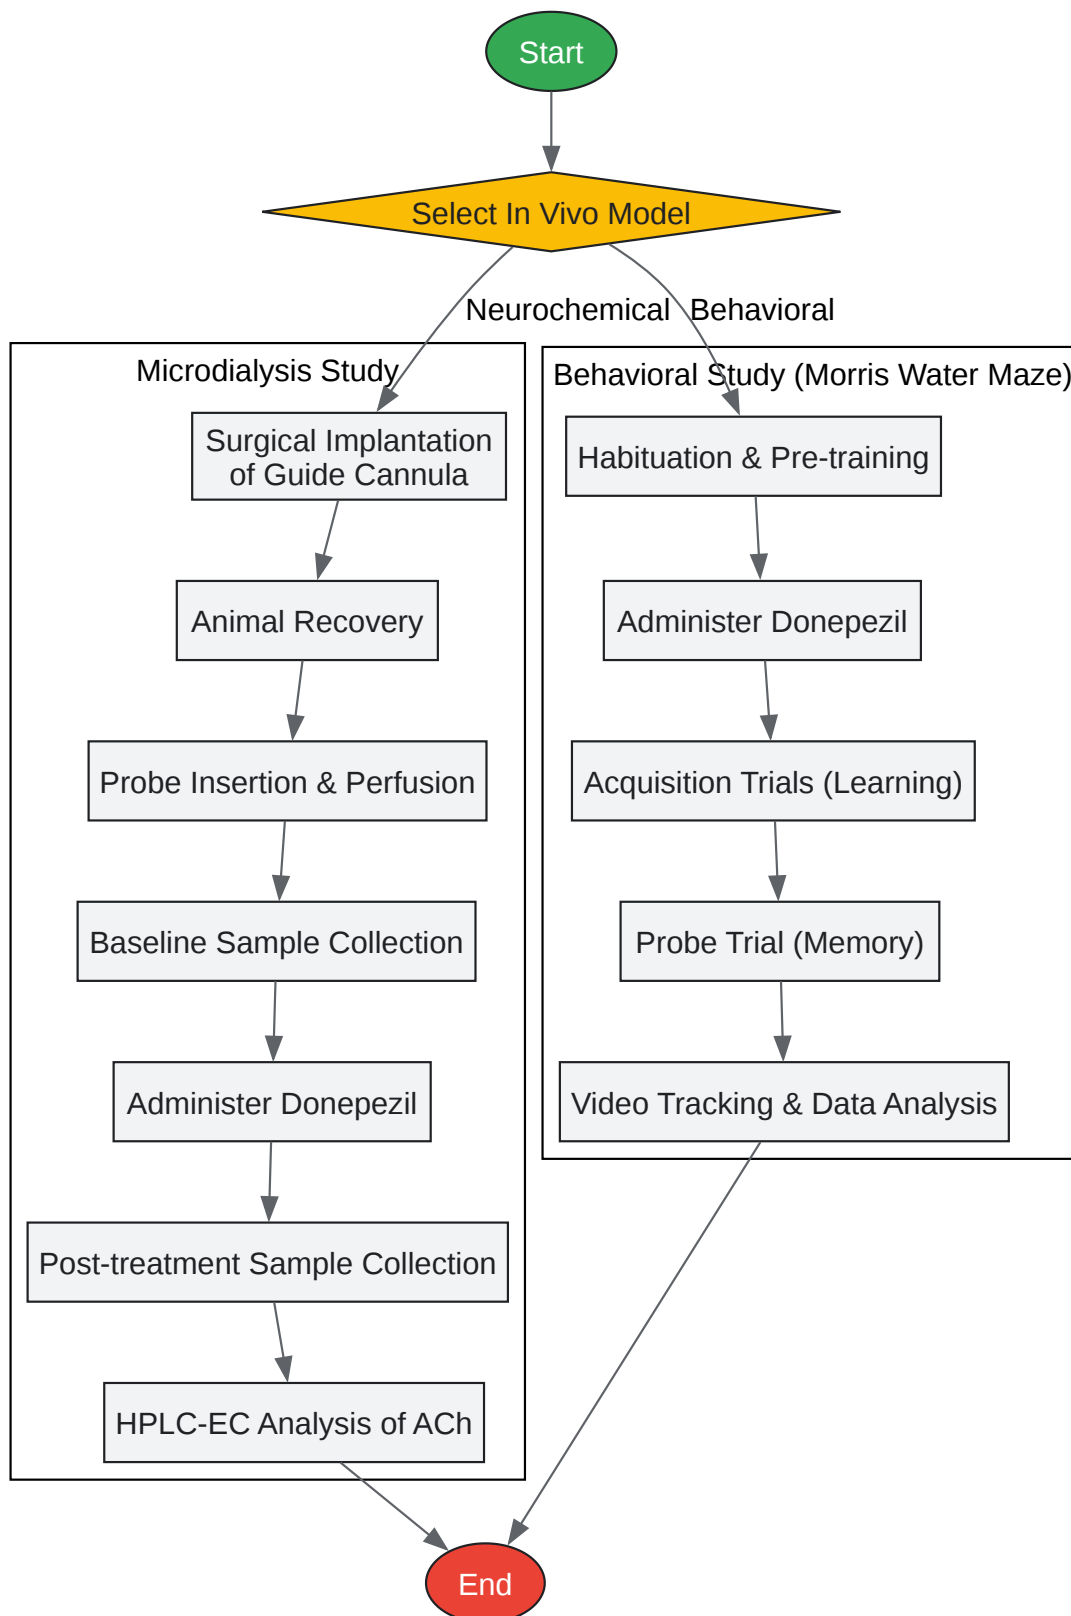 Start
Select In Vivo Model
Neurochemical
Behavioral
Microdialysis Study
Surgical Implantation
of Guide Cannula
Animal Recovery
Probe Insertion & Perfusion
Baseline Sample Collection
Administer Donepezil
Post-treatment Sample Collection
HPLC-EC Analysis of ACh
Behavioral Study (Morris Water Maze)
Habituation & Pre-training
Administer Donepezil
Acquisition Trials (Learning)
Probe Trial (Memory)
Video Tracking & Data Analysis
End